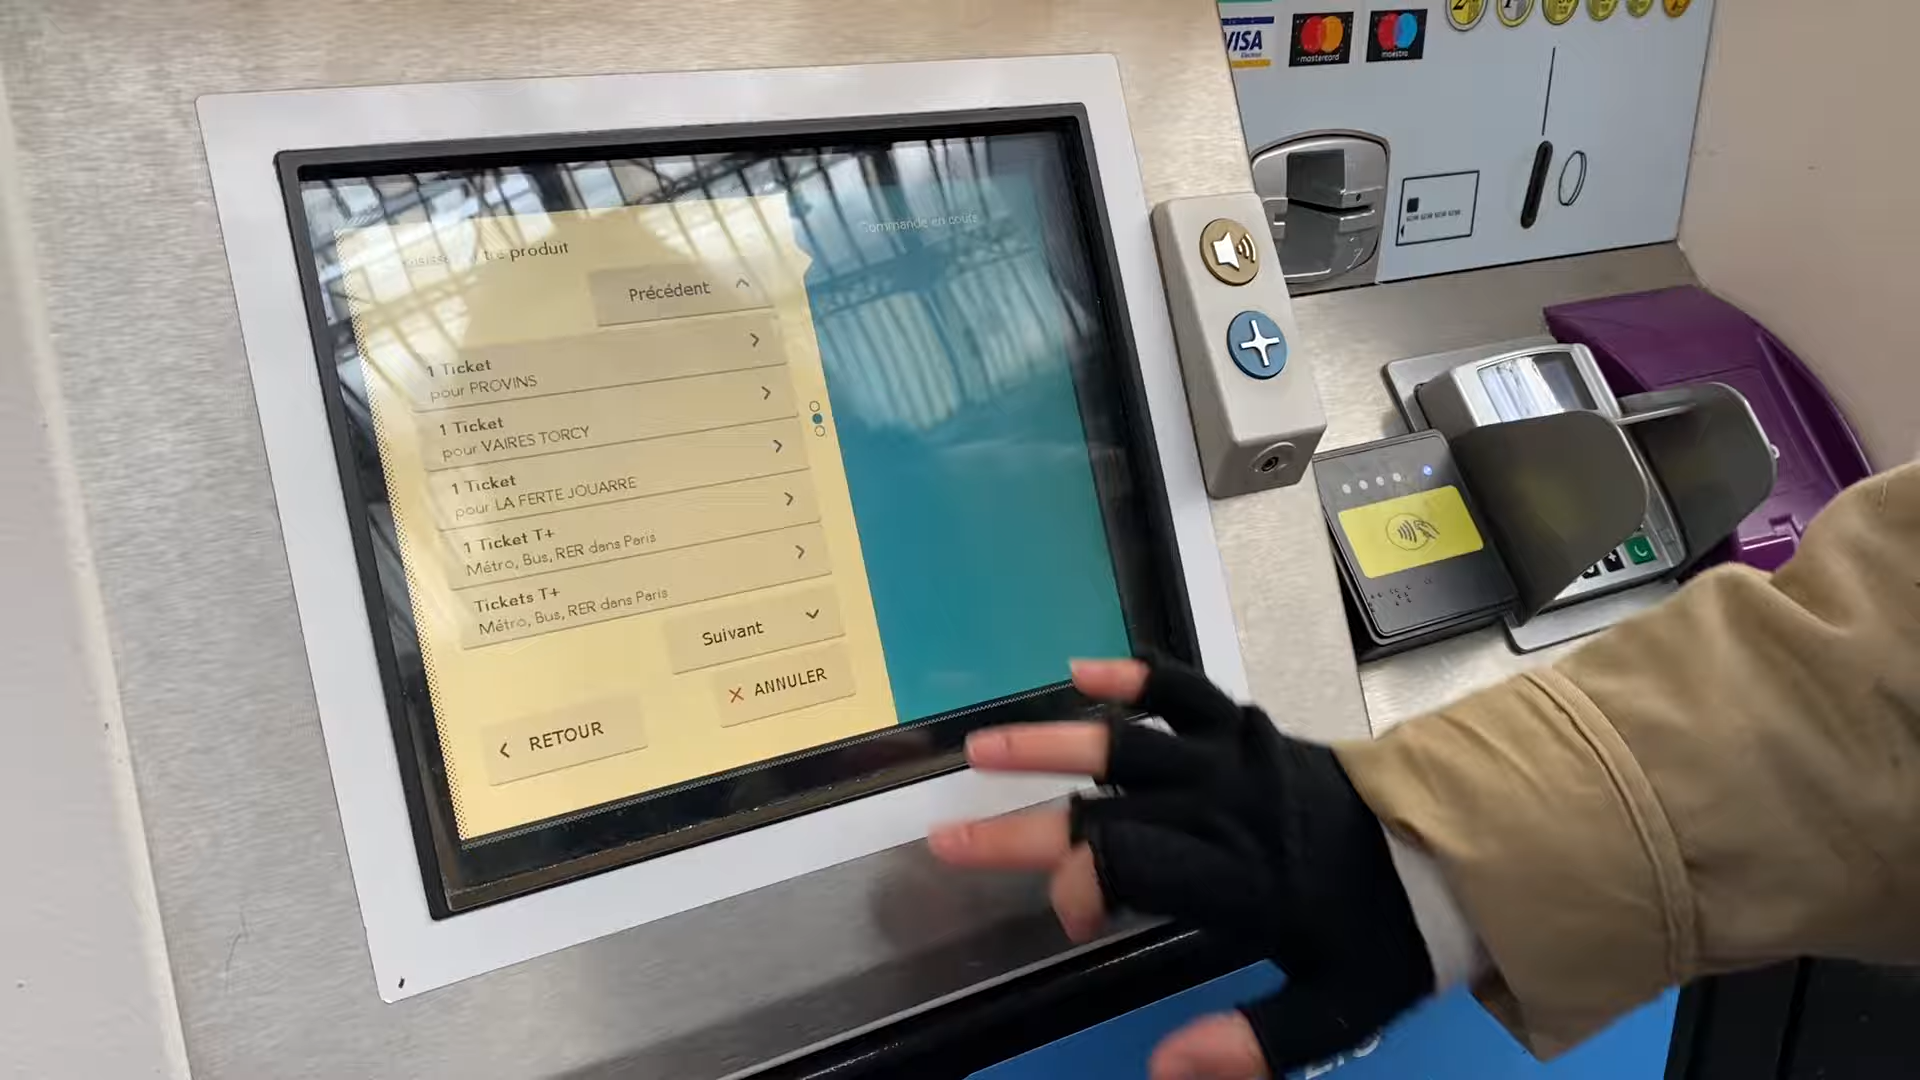 VISA
Electron
mastercard
maestro
tre produit
Commande en cours
Précédent
1 Ticket
pour PROVINS
1 Ticket
pour VAIRES TORCY
1 Ticket
pour LA FERTE JOUARRE
1 Ticket T+
Métro, Bus, RER dans Paris
Tickets T+
Métro, Bus, RER dans Paris
Suivant
× ANNULER
< RETOUR